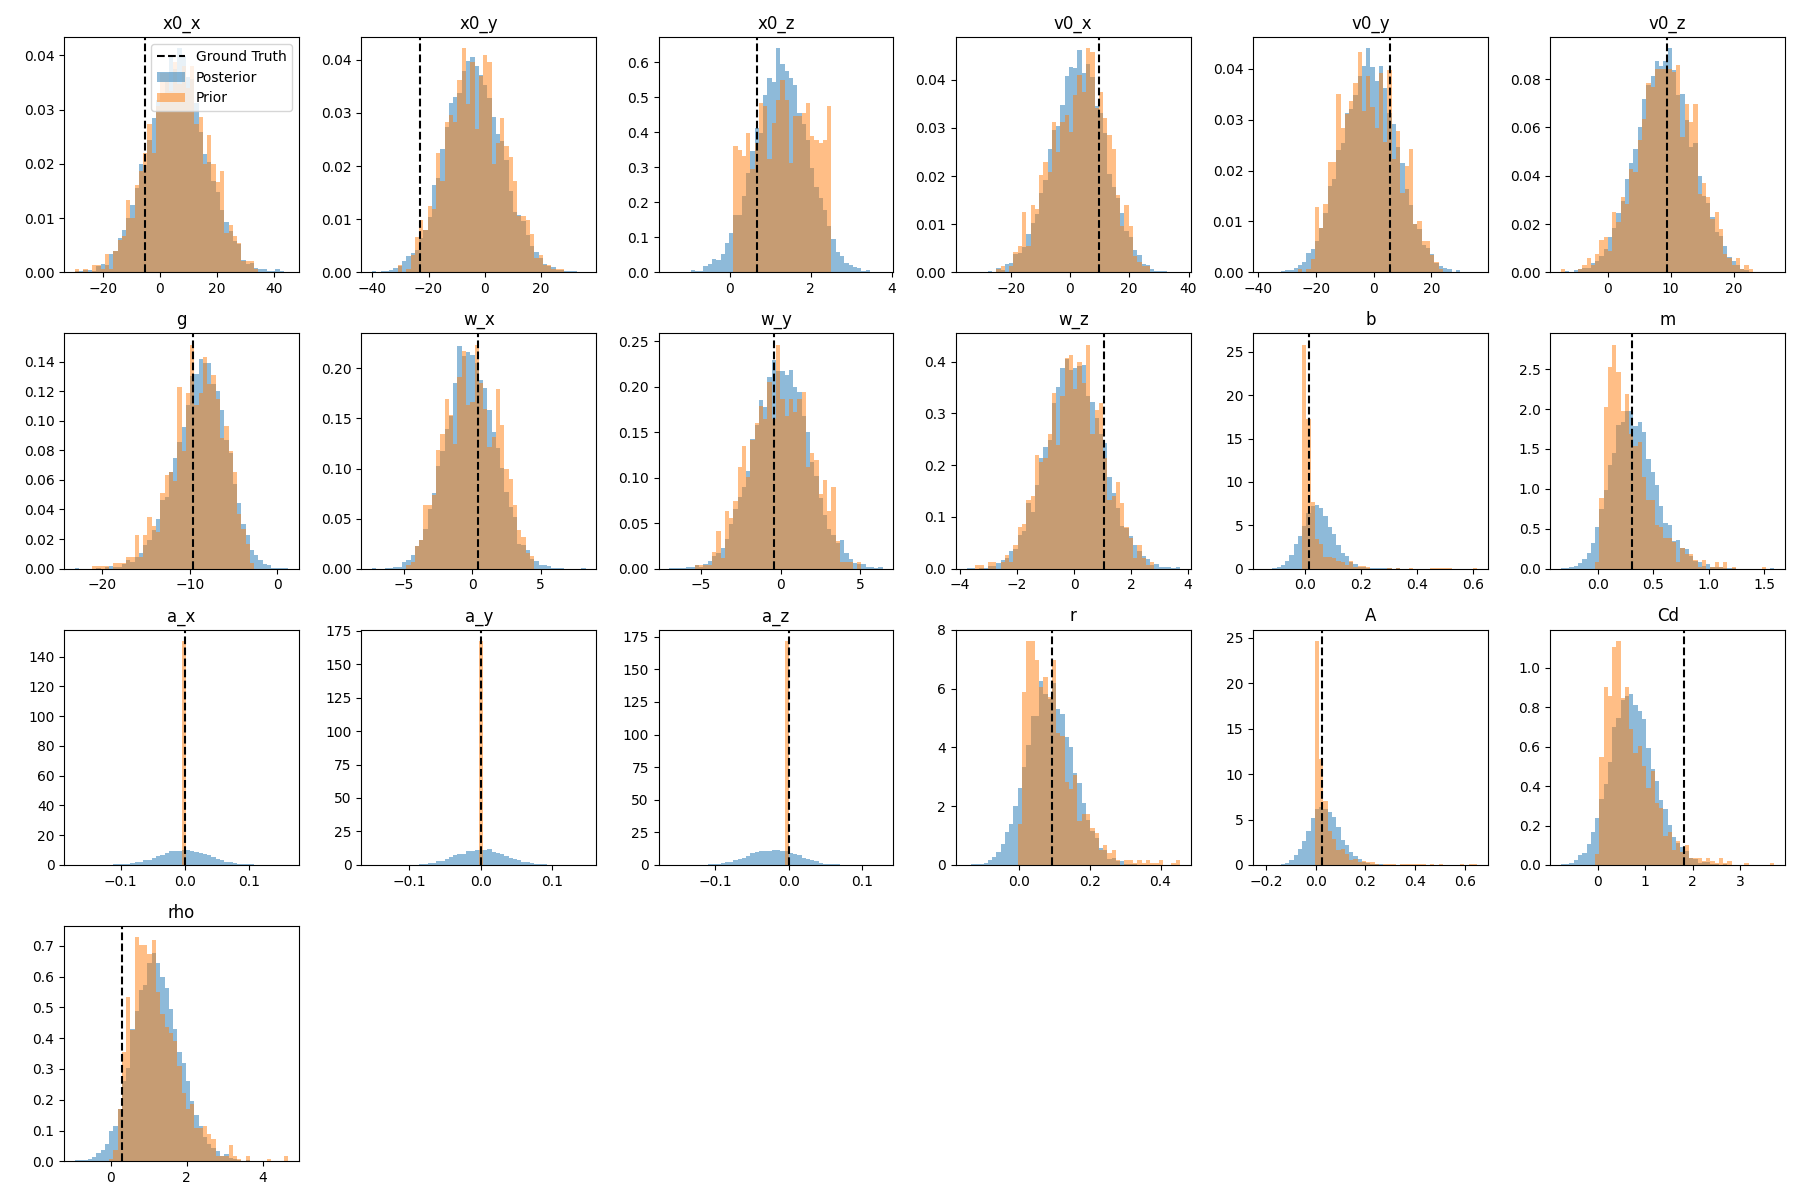 x0_x
x0_y
x0_z
v0_x
v0_y
v0_z
Ground Truth
Posterior
Prior
0.04
0.03
0.02
0.01
0.00
−20 0 20 40
0.04
0.03
0.02
0.01
0.00
−40 −20 0 20
0.6
0.5
0.4
0.3
0.2
0.1
0.0
0 2 4
0.04
0.03
0.02
0.01
0.00
−20 0 20 40
0.04
0.03
0.02
0.01
0.00
−40 −20 0 20
0.08
0.06
0.04
0.02
0.00
0 10 20
g
w_x
w_y
w_z
b
m
0.14
0.12
0.10
0.08
0.06
0.04
0.02
0.00
−20 −10 0
0.20
0.15
0.10
0.05
0.00
−5 0 5
0.25
0.20
0.15
0.10
0.05
0.00
−5 0 5
0.4
0.3
0.2
0.1
0.0
−4 −2 0 2 4
25
20
15
10
5
0
0.0 0.2 0.4 0.6
2.5
2.0
1.5
1.0
0.5
0.0
0.0 0.5 1.0 1.5
a_x
a_y
a_z
r
A
Cd
140
120
100
80
60
40
20
0
−0.1 0.0 0.1
175
150
125
100
75
50
25
0
−0.1 0.0 0.1
175
150
125
100
75
50
25
0
−0.1 0.0 0.1
8
6
4
2
0
0.0 0.2 0.4
25
20
15
10
5
0
−0.2 0.0 0.2 0.4 0.6
1.0
0.8
0.6
0.4
0.2
0.0
0 1 2 3
rho
0.7
0.6
0.5
0.4
0.3
0.2
0.1
0.0
0 2 4